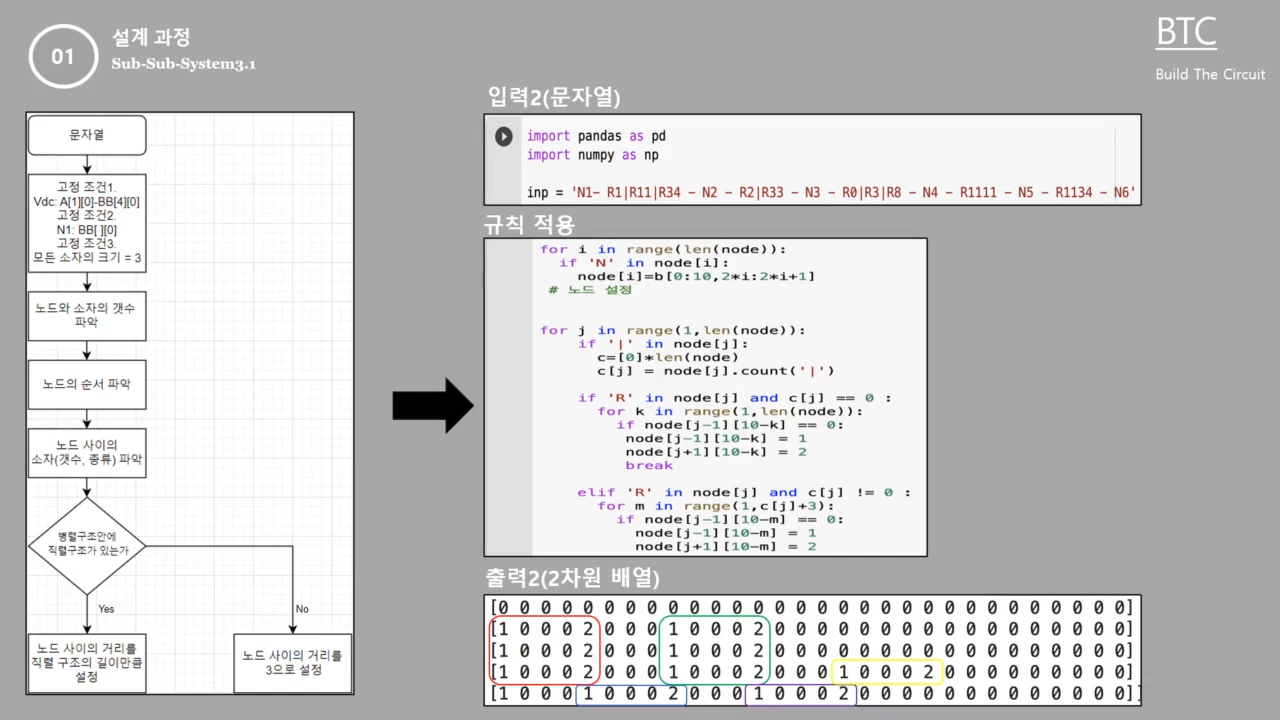 01
설계 과정
Sub-Sub-System3.1
BTC
Build The Circuit
문자열
고정 조건1.
Vdc: A[1][0]-BB[4][0]
고정 조건2.
N1: BB[ ][0]
고정 조건3.
모든 소자의 크기 = 3
노드와 소자의 갯수
파악
노드의 순서 파악
노드 사이의
소자(갯수, 종류) 파악
병렬구조안에
직렬구조가 있는가
Yes
No
노드 사이의 거리를
직렬 구조의 길이만큼
설정
노드 사이의 거리를
3으로 설정
입력2(문자열)
import pandas as pd
import numpy as np
inp = 'N1- R1|R11|R34 - N2 - R2|R33 - N3 - R0|R3|R8 - N4 - R1111 - N5 - R1134 - N6'
규칙 적용
for i in range(len(node)):
if 'N' in node[i]:
node[i]=b[0:10,2*i:2*i+1]
# 노드 설정
for j in range(1,len(node)):
if '|' in node[j]:
c=[0]*len(node)
c[j] = node[j].count('|')
if 'R' in node[j] and c[j] == 0 :
for k in range(1,len(node)):
if node[j-1][10-k] == 0:
node[j-1][10-k] = 1
node[j+1][10-k] = 2
break
elif 'R' in node[j] and c[j] != 0 :
for m in range(1,c[j]+3):
if node[j-1][10-m] == 0:
node[j-1][10-m] = 1
node[j+1][10-m] = 2
출력2(2차원 배열)
[0 0 0 0 0 0 0 0 0 0 0 0 0 0 0 0 0 0 0 0 0 0 0 0 0 0 0 0 0 0]
[1 0 0 0 2 0 0 0 1 0 0 0 2 0 0 0 0 0 0 0 0 0 0 0 0 0 0 0 0 0]
[1 0 0 0 2 0 0 0 1 0 0 0 2 0 0 0 0 0 0 0 0 0 0 0 0 0 0 0 0 0]
[1 0 0 0 2 0 0 0 1 0 0 0 2 0 0 0 1 0 0 0 2 0 0 0 0 0 0 0 0 0]
[1 0 0 0 1 0 0 0 2 0 0 0 1 0 0 0 2 0 0 0 0 0 0 0 0 0 0 0 0 0]]